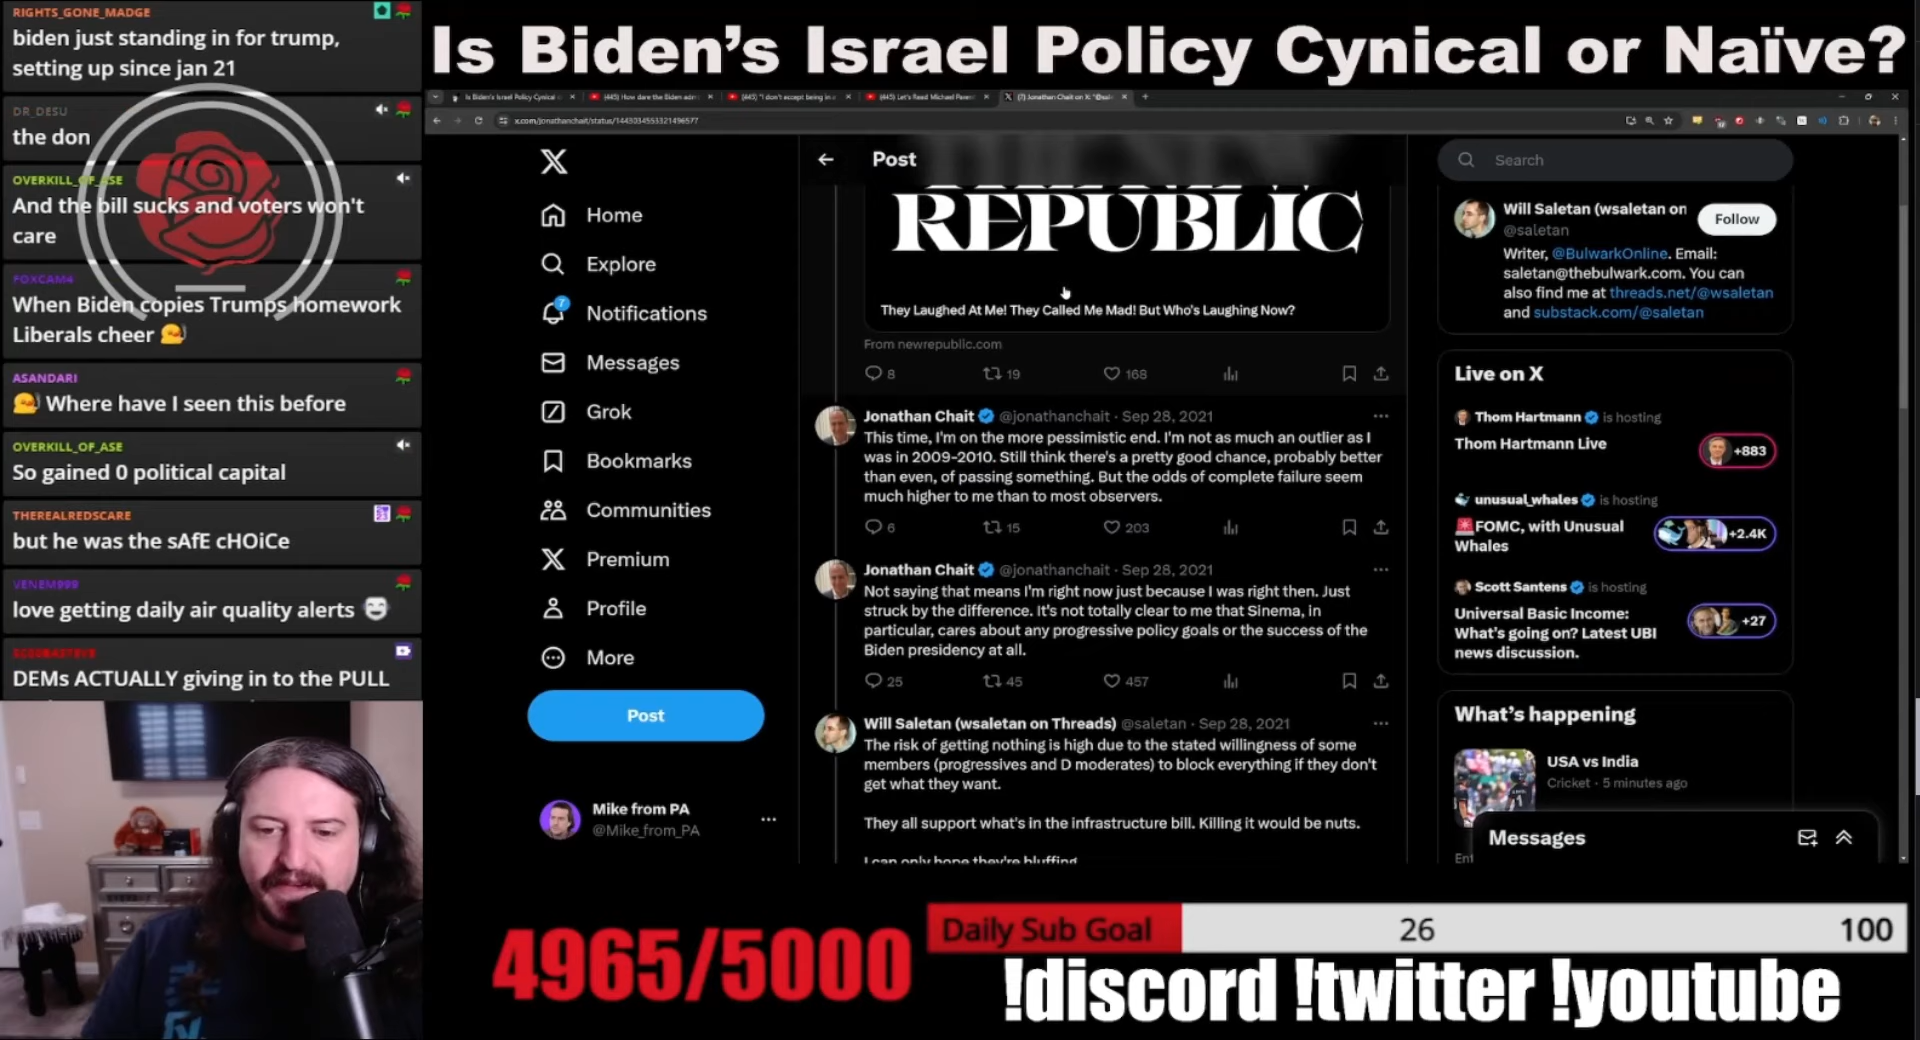 Is Biden's Israel Policy Cynical or Naïve?
RIGHTS_GONE_MADGE
biden just standing in for trump,
setting up since jan 21
DR_DESU
the don
OVERKILL_OF_ASE
And the bill sucks and voters won't
care
FOXCAM4
When Biden copies Trumps homework
Liberals cheer
ASANDARI
Where have I seen this before
OVERKILL_OF_ASE
So gained 0 political capital
THEREALREDSCARE
but he was the sAfE cHOiCe
VENEM999
love getting daily air quality alerts
DEMs ACTUALLY giving in to the PULL
x.com/jonathanchait/status/1443034553321496577
Home
Explore
7
Notifications
Messages
Grok
Bookmarks
Communities
Premium
Profile
More
Post
Mike from PA
@Mike_from_PA
Post
REPUBLIC
They Laughed At Me! They Called Me Mad! But Who's Laughing Now?
From newrepublic.com
8 19 168
Jonathan Chait @jonathanchait · Sep 28, 2021
This time, I'm on the more pessimistic end. I'm not as much an outlier as I
was in 2009-2010. Still think there's a pretty good chance, probably better
than even, of passing something. But the odds of complete failure seem
much higher to me than to most observers.
6 15 203
Jonathan Chait @jonathanchait · Sep 28, 2021
Not saying that means I'm right now just because I was right then. Just
struck by the difference. It's not totally clear to me that Sinema, in
particular, cares about any progressive policy goals or the success of the
Biden presidency at all.
25 45 457
Will Saletan (wsaletan on Threads) @saletan · Sep 28, 2021
The risk of getting nothing is high due to the stated willingness of some
members (progressives and D moderates) to block everything if they don't
get what they want.
They all support what's in the infrastructure bill. Killing it would be nuts.
I can only hope they're bluffing
Search
Will Saletan (wsaletan on
Follow
@saletan
Writer, @BulwarkOnline. Email:
saletan@thebulwark.com. You can
also find me at threads.net/@wsaletan
and substack.com/@saletan
Live on X
Thom Hartmann is hosting
Thom Hartmann Live
+883
unusual_whales is hosting
FOMC, with Unusual
Whales
+2.4K
Scott Santens is hosting
Universal Basic Income:
What's going on? Latest UBI
news discussion.
+27
What's happening
USA vs India
Cricket · 5 minutes ago
Messages
4965/5000
Daily Sub Goal 26 100
!discord !twitter !youtube